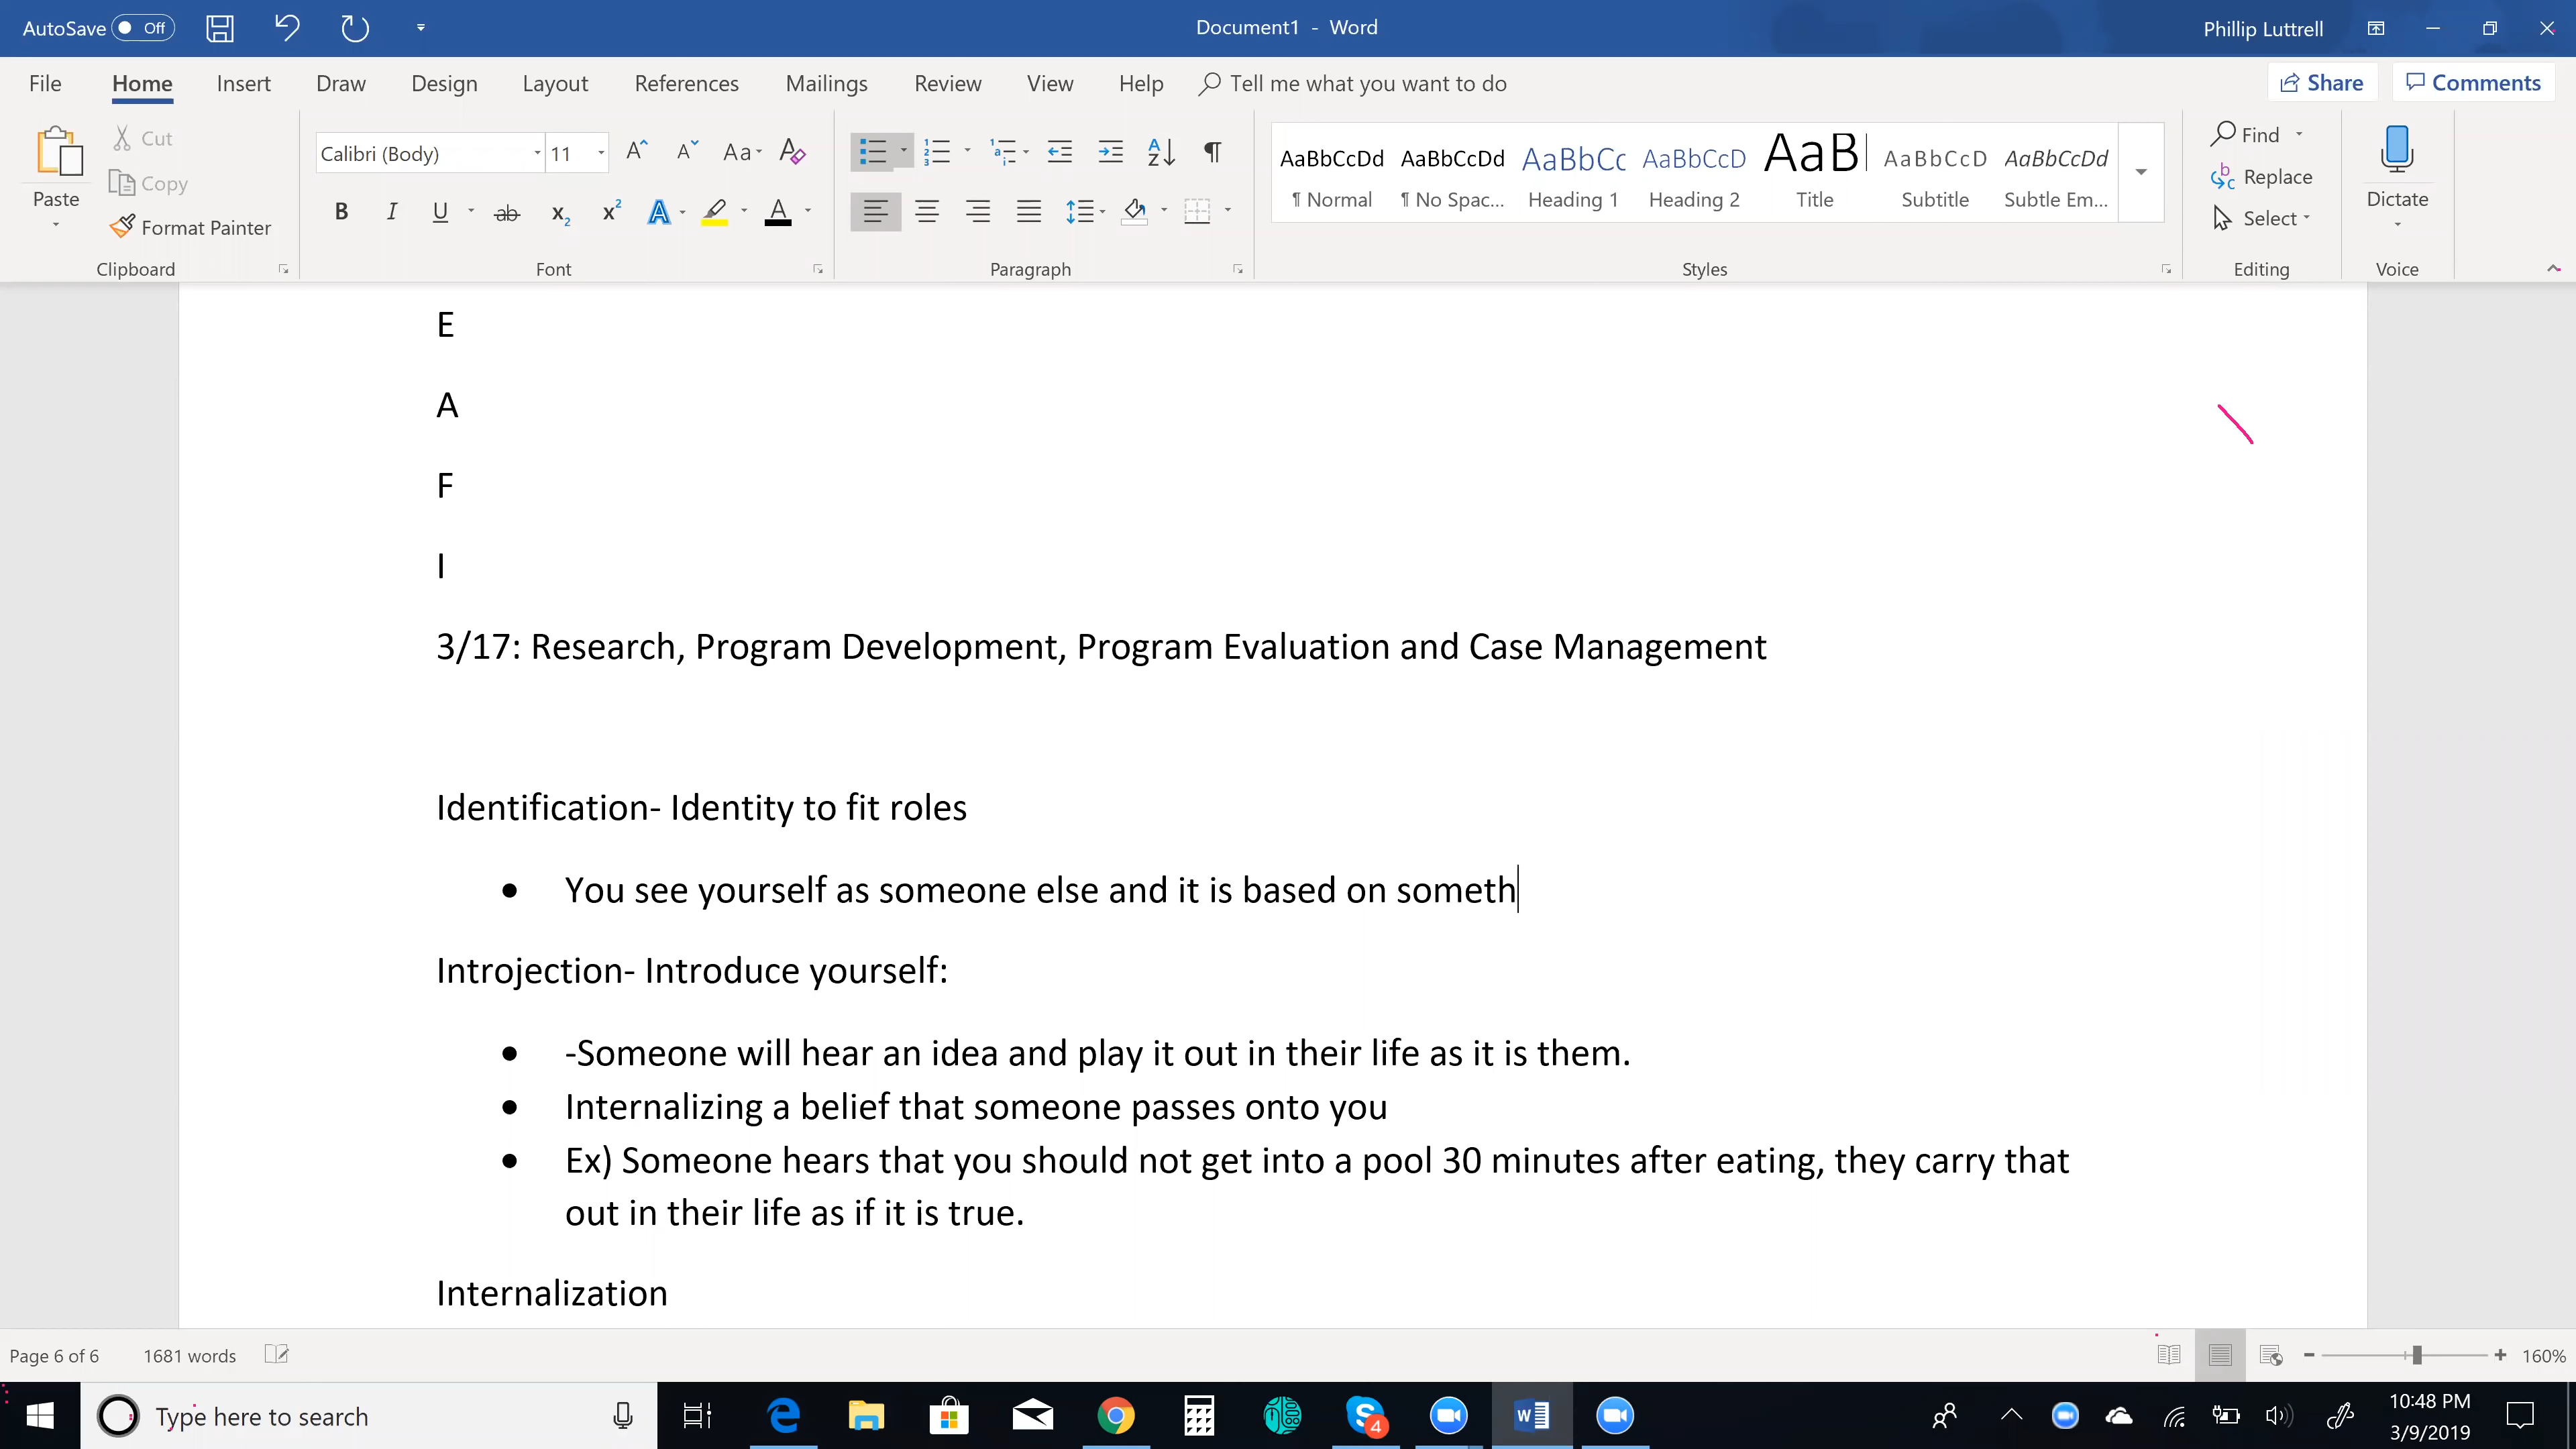 AutoSave Off
Document1 - Word
Phillip Luttrell
File Home Insert Draw Design Layout References Mailings Review View Help Tell me what you want to do
Share Comments
Paste
Cut
Copy
Format Painter
Clipboard
Calibri (Body) 11
Font
Paragraph
AaBbCcDd AaBbCcDd AaBbCc AaBbCcD AaB AaBbCcD AaBbCcDd
¶ Normal ¶ No Spac... Heading 1 Heading 2 Title Subtitle Subtle Em...
Styles
Find
Replace
Select
Editing
Dictate
Voice
E
A
F
I
3/17: Research, Program Development, Program Evaluation and Case Management
Identification- Identity to fit roles
• You see yourself as someone else and it is based on someth
Introjection- Introduce yourself:
• -Someone will hear an idea and play it out in their life as it is them.
• Internalizing a belief that someone passes onto you
• Ex) Someone hears that you should not get into a pool 30 minutes after eating, they carry that
out in their life as if it is true.
Internalization
Page 6 of 6 1681 words
160%
Type here to search
4
10:48 PM
3/9/2019